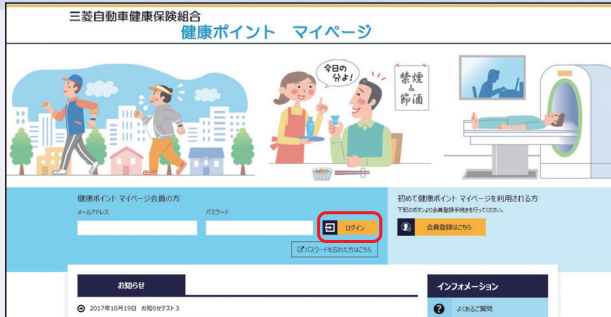 三菱自動車健康保険組合
健康ポイント マイページ
今日の
分よ!
禁煙
&
節酒
健康ポイント マイページ会員の方
メールアドレス
パスワード
ログイン
パスワードを忘れた方はこちら
初めて健康ポイント マイページを利用される方
下記のボタンより会員登録手続きを行ってください。
会員登録はこちら
お知らせ
2017年10月19日 お知らせテスト3
インフォメーション
よくあるご質問